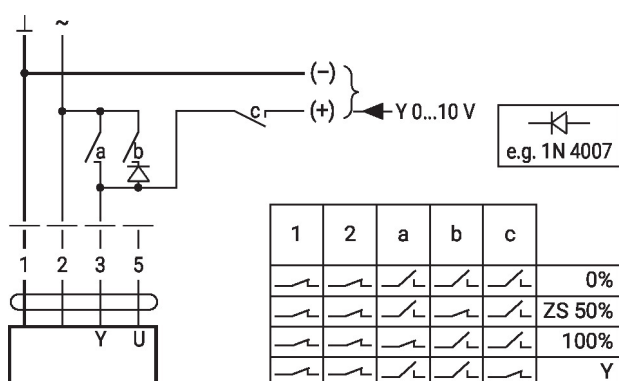 ⊥ ~
(−)
c (+) Y 0...10 V
a b
e.g. 1N 4007
1 2 3 5
Y U
1 2 a b c
0%
ZS 50%
100%
Y